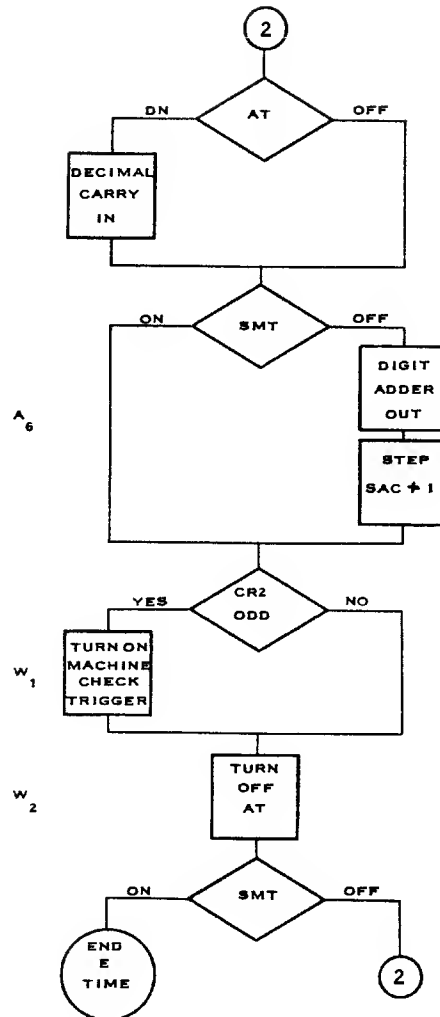 2
AT
DN
OFF
DECIMAL
CARRY
IN
SMT
ON
OFF
DIGIT
ADDER
OUT
STEP
SAC + 1
A6
CR2
ODD
YES
NO
TURN ON
MACHINE
CHECK
TRIGGER
W1
TURN
OFF
AT
W2
SMT
ON
OFF
END
E
TIME
2